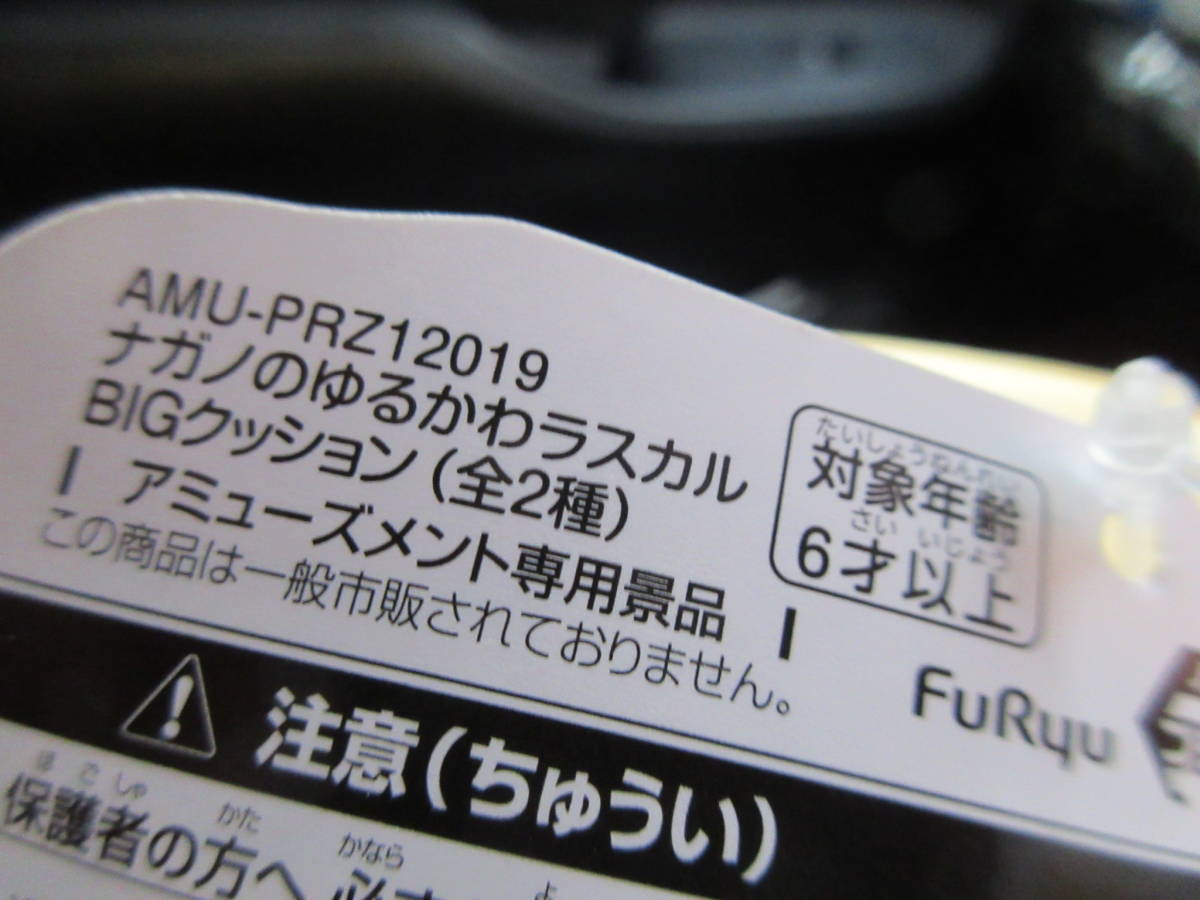 AMU-PRZ12019
ナガノのゆるかわラスカル
BIGクッション(全2種)
アミューズメント専用景品
この商品は一般市販されておりません。
たいしょうねんれい
対象年齢
さい いじょう
6才以上
FuRyu
注意(ちゅうい)
ほごしゃ かた かなら よ
保護者の方へ 必ず